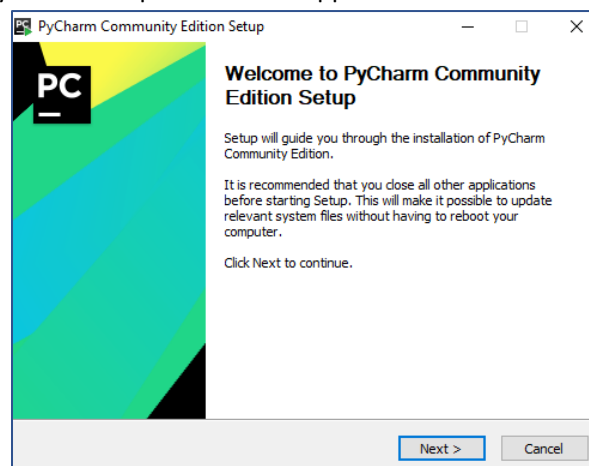 PyCharm Community Edition Setup
PC
Welcome to PyCharm Community
Edition Setup
Setup will guide you through the installation of PyCharm
Community Edition.
It is recommended that you close all other applications
before starting Setup. This will make it possible to update
relevant system files without having to reboot your
computer.
Click Next to continue.
Next >
Cancel